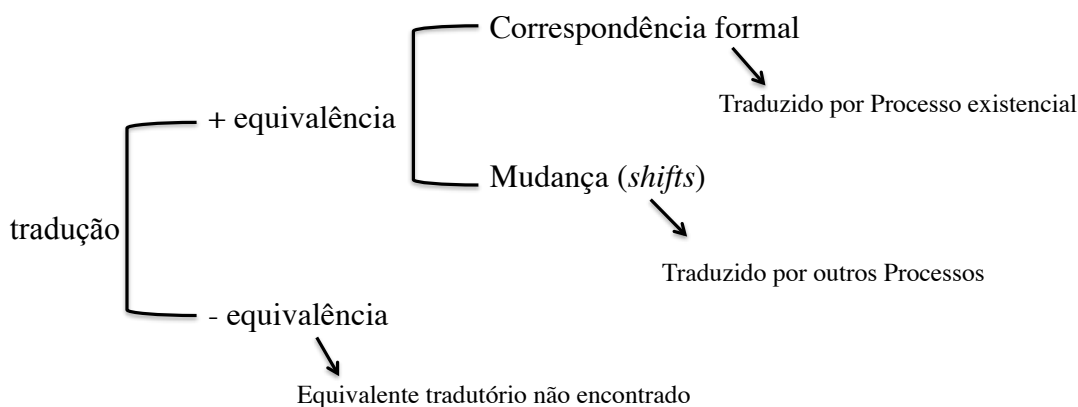 Correspondência formal
Traduzido por Processo existencial
+ equivalência
Mudança (shifts)
tradução
Traduzido por outros Processos
- equivalência
Equivalente tradutório não encontrado